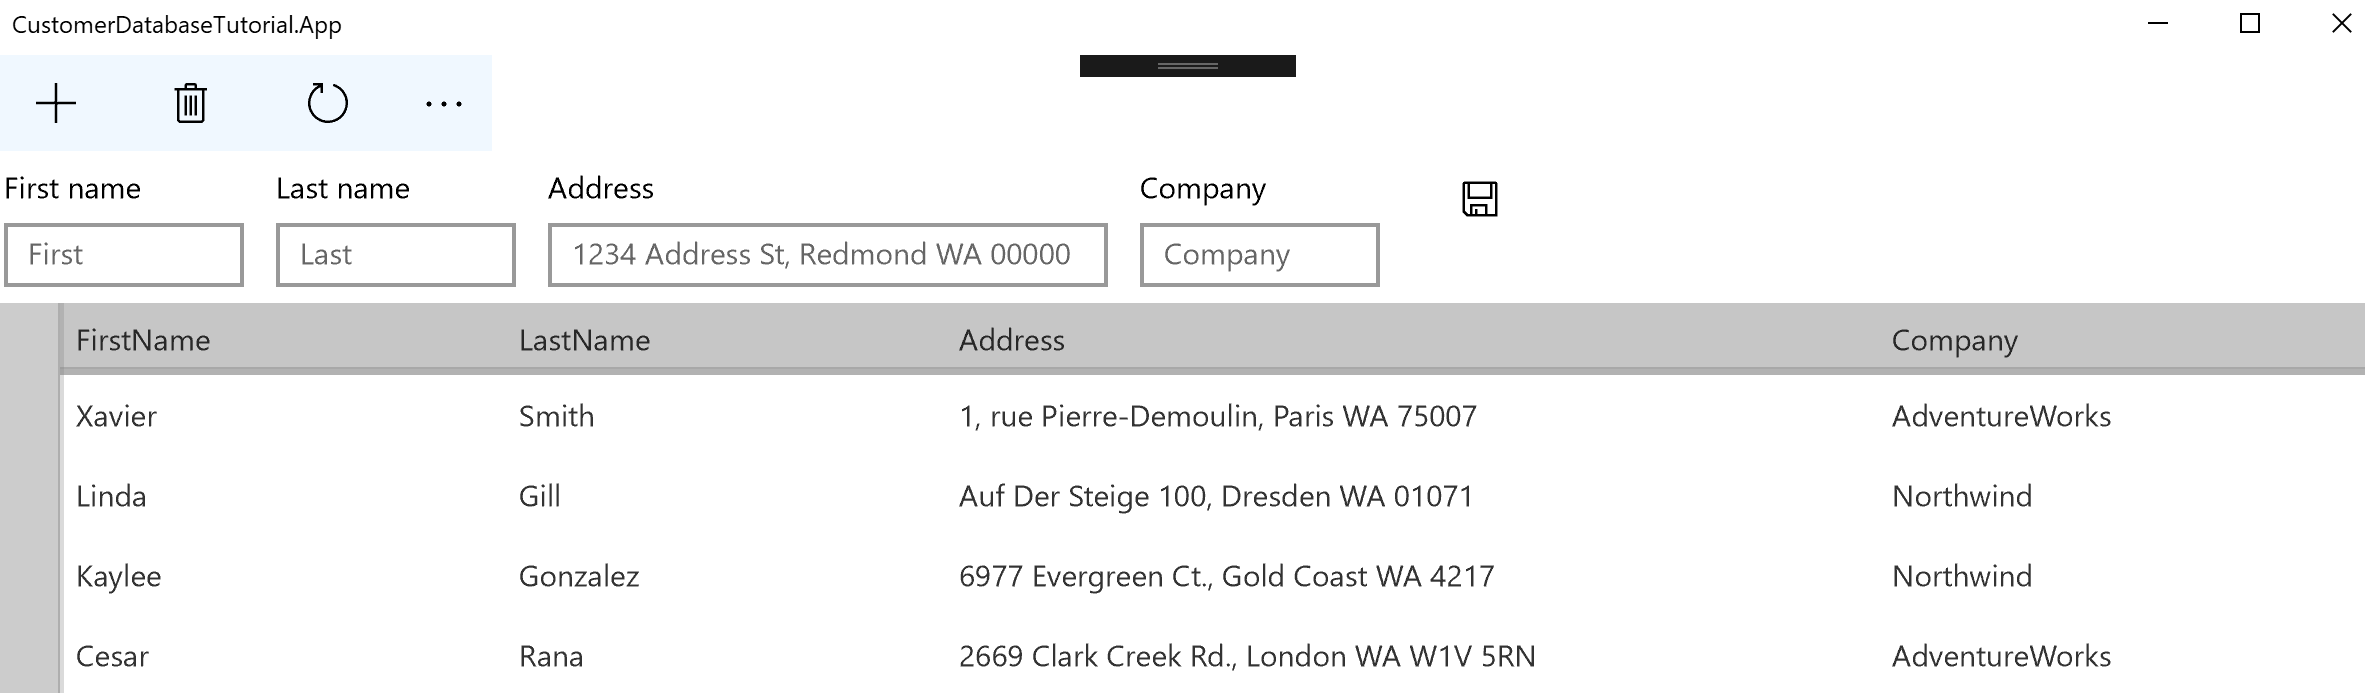 CustomerDatabaseTutorial.App
First name Last name Address Company
First Last 1234 Address St, Redmond WA 00000 Company
FirstName LastName Address Company
Xavier Smith 1, rue Pierre-Demoulin, Paris WA 75007 AdventureWorks
Linda Gill Auf Der Steige 100, Dresden WA 01071 Northwind
Kaylee Gonzalez 6977 Evergreen Ct., Gold Coast WA 4217 Northwind
Cesar Rana 2669 Clark Creek Rd., London WA W1V 5RN AdventureWorks